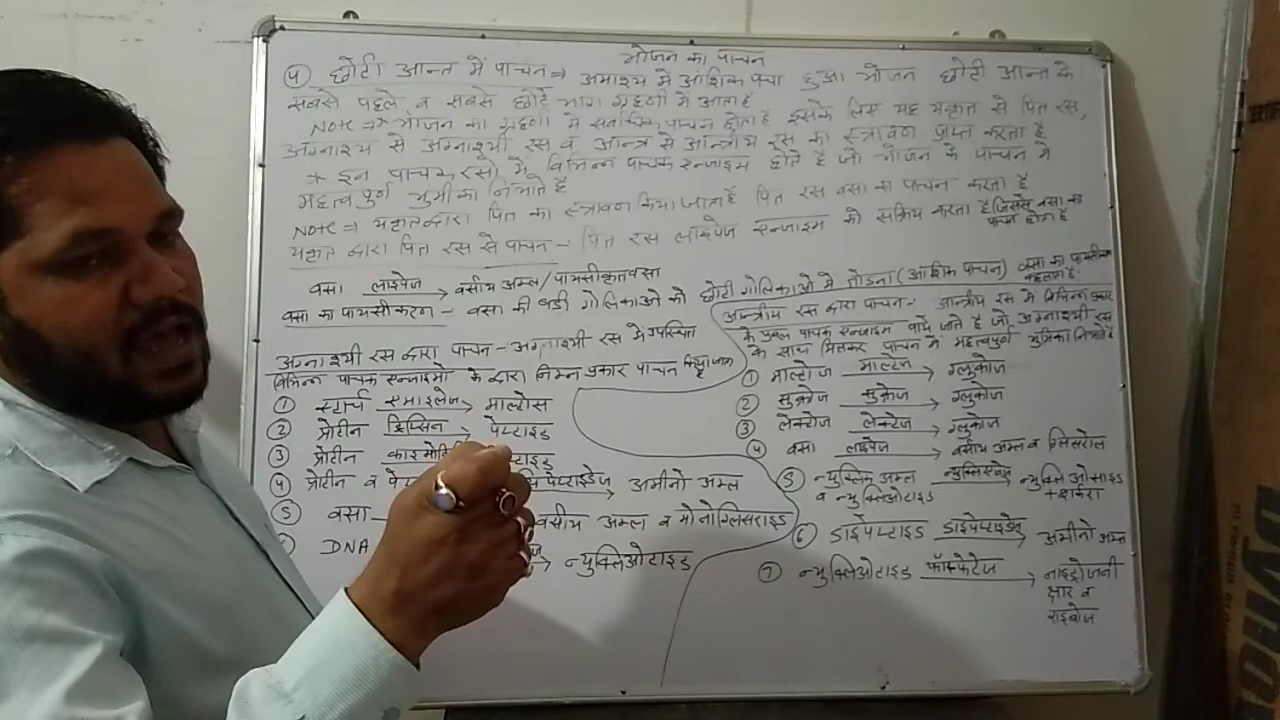 भोजन का पाचन
④ छोटी आन्त में पाचन ⇒ अमाश्य में आंशिक पचा हुआ भोजन छोटी आन्त के
सबसे पहले व सबसे छोटे भाग ग्रहणी में आता है
Note ⇒ * भोजन का ग्रहणी में सर्वाधिक पाचन होता है इसके लिए यह यकृत से पित रस,
अग्नाश्य से अग्नाश्यी रस व आन्त्र से आन्त्रीय रस का स्त्रावण प्राप्त करता है
* इन पाचक रसो में विभिन्न पाचक एन्जाइम होते है जो भोजन के पाचन में
महत्वपुर्ण भुमीका निभाते है
Note ⇒ यकृत द्वारा पित का स्त्रावण किया जाता है पित रस वसा का पाचन करता है
यकृत द्वारा पित रस से पाचन - पित रस लाइपेज एन्जाइम को सक्रिय करता है जिससे वसा का
पाचन होता है
वसा लाइपेज → वसीय अम्ल/पायसीकृत वसा
वसा का पायसीकरण - वसा की बडी गोलिकाओ को छोटी गोलिकाओ में तोडना (आंशिक पाचन) वसा का पायसीकरण
कहलाता है
अग्नाश्यी रस द्वारा पाचन - अग्नाश्यी रस में उपस्थित
विभिन्न पाचक एन्जाइमो के द्वारा निम्न प्रकार पाचन किया जाता
है
① स्टार्च एमाइलेज → माल्टोस
② प्रोटीन ट्रिप्सिन → पेप्टाइड
③ प्रोटीन
④ प्रोटीन व पेप्टाइडेज → अमीनो अम्ल
⑤ वसा वसीय अम्ल व मोनोग्लिसराइड
DNA → न्युक्लिओटाइड
आन्त्रीय रस द्वारा पाचन - आन्त्रीय रस में विभिन्न प्रकार
के प्रमुख पाचक एन्जाइम पाये जाते है जो अग्नाश्यी रस
के साथ मिलकर पाचन में महत्वपुर्ण भुमिका निभाते है
① माल्टोज माल्टेज → ग्लुकोज
② सुक्रोज सुक्रेज → ग्लुकोज
③ लेक्टोज लेक्टेज → ग्लुकोज
④ वसा लाइपेज → वसीय अम्ल व ग्लिसरोल
⑤ न्युक्लिक अम्ल व न्युक्लिओटाइड न्युक्लिएजेज → न्युक्लिओसाइड + शर्करा
⑥ डाईपेप्टाइड डाइपेप्टाइडेज → अमीनो अम्ल
⑦ न्युक्लिओटाइड फॉस्फेटेज → नाइट्रोजनी
क्षार व
राइबोज